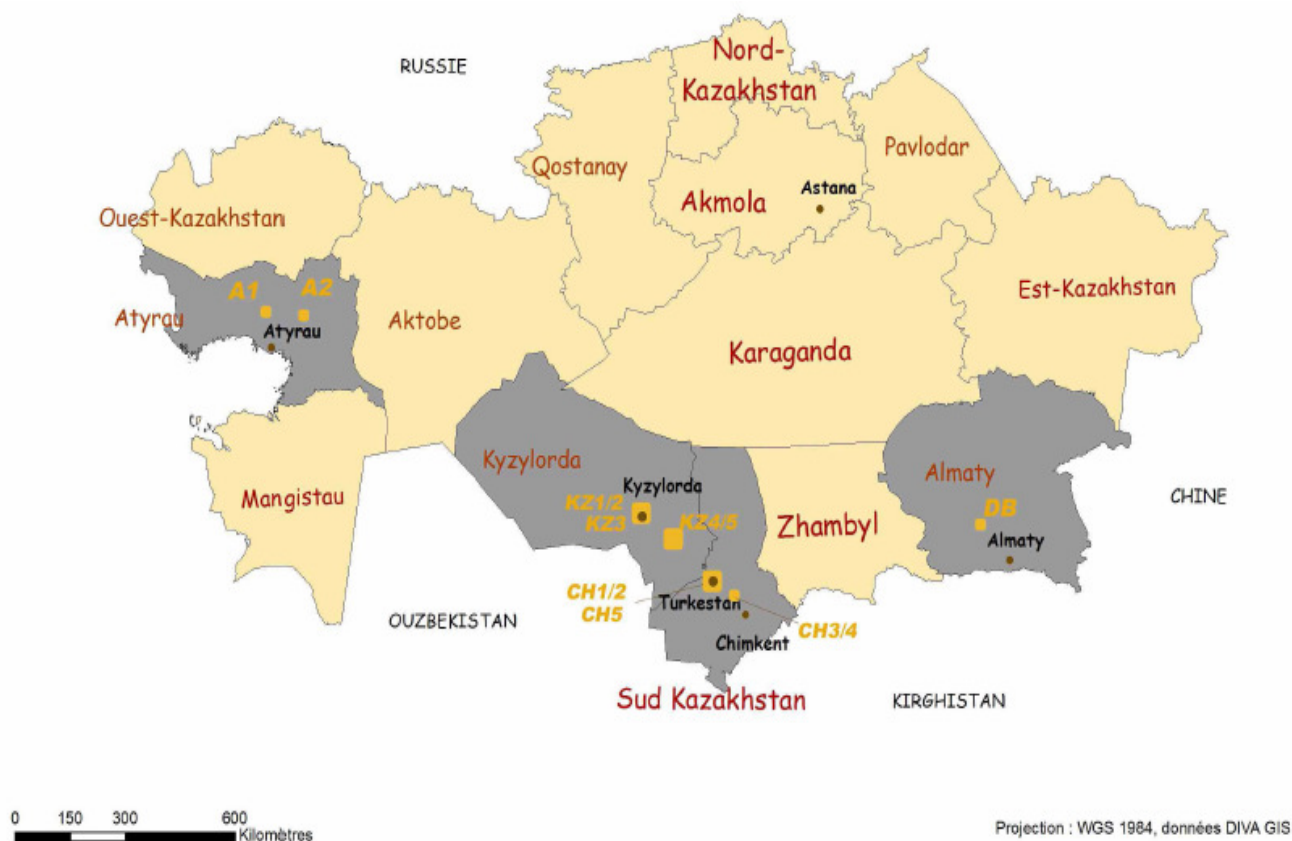 RUSSIE
Nord-
Kazakhstan
Qostanay
Pavlodar
Akmola
Astana
Ouest-Kazakhstan
Est-Kazakhstan
A1
A2
Atyrau
Atyrau
Aktobe
Karaganda
Kyzylorda
Kyzylorda
KZ1/2
KZ3
KZ4/5
Almaty
DB
Almaty
CHINE
Mangistau
Zhambyl
CH1/2
CH5
Turkestan
CH3/4
Chimkent
OUZBEKISTAN
Sud Kazakhstan
KIRGHISTAN
0 150 300 600
Kilomètres
Projection : WGS 1984, données DIVA GIS